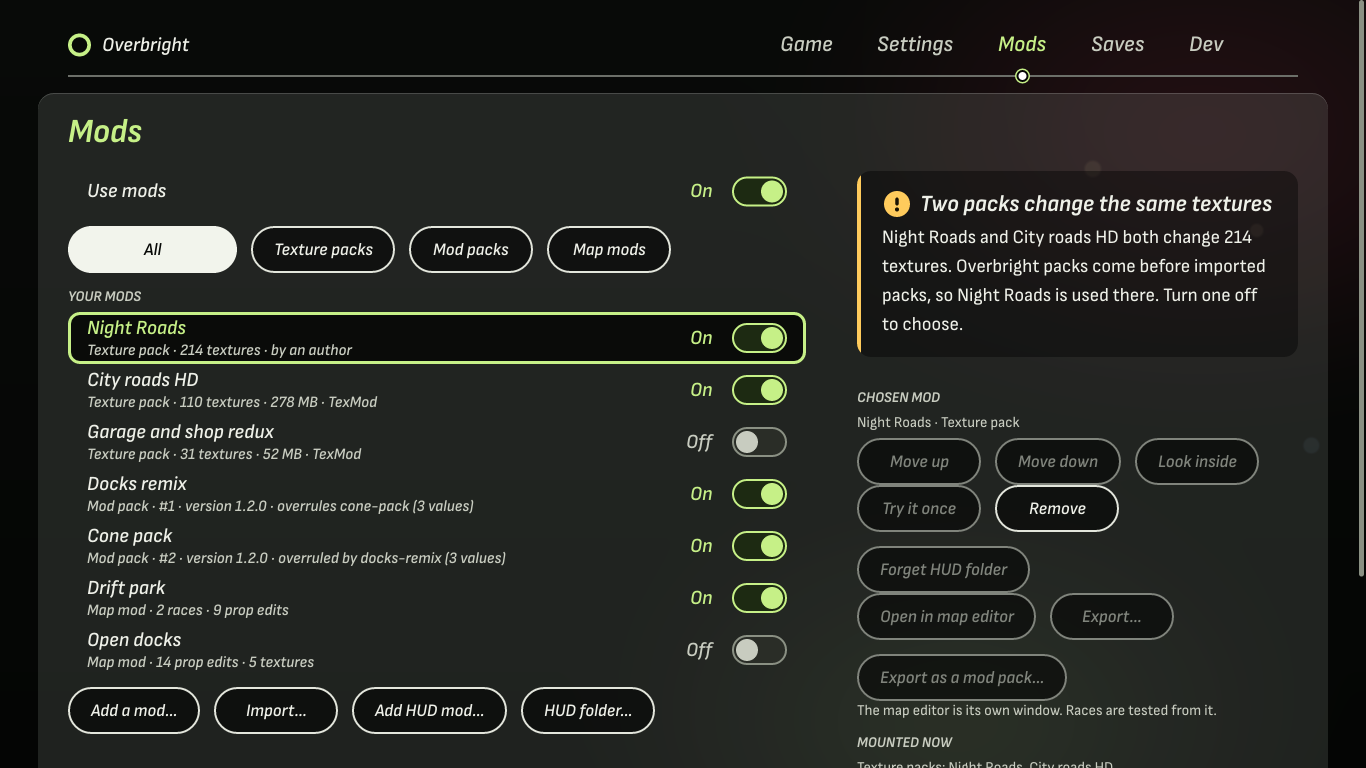 Overbright
Game Settings Mods Saves Dev
Mods
Use mods On
All Texture packs Mod packs Map mods
YOUR MODS
Night Roads On
Texture pack · 214 textures · by an author
City roads HD On
Texture pack · 110 textures · 278 MB · TexMod
Garage and shop redux Off
Texture pack · 31 textures · 52 MB · TexMod
Docks remix On
Mod pack · #1 · version 1.2.0 · overrules cone-pack (3 values)
Cone pack On
Mod pack · #2 · version 1.2.0 · overruled by docks-remix (3 values)
Drift park On
Map mod · 2 races · 9 prop edits
Open docks Off
Map mod · 14 prop edits · 5 textures
Add a mod... Import... Add HUD mod... HUD folder...
Two packs change the same textures
Night Roads and City roads HD both change 214
textures. Overbright packs come before imported
packs, so Night Roads is used there. Turn one off
to choose.
CHOSEN MOD
Night Roads · Texture pack
Move up Move down Look inside
Try it once Remove
Forget HUD folder
Open in map editor Export...
Export as a mod pack...
The map editor is its own window. Races are tested from it.
MOUNTED NOW
Texture packs: Night Roads, City roads HD